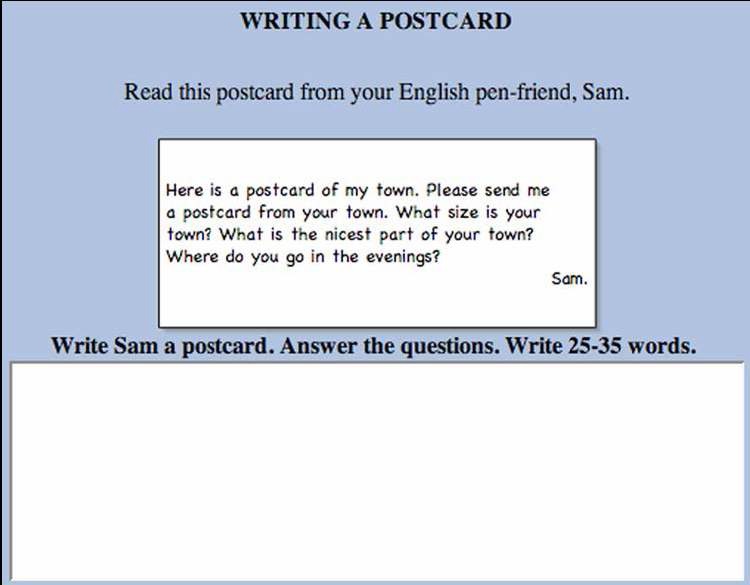 WRITING A POSTCARD
Read this postcard from your English pen-friend, Sam.
Here is a postcard of my town. Please send me
a postcard from your town. What size is your
town? What is the nicest part of your town?
Where do you go in the evenings?
Sam.
Write Sam a postcard. Answer the questions. Write 25-35 words.